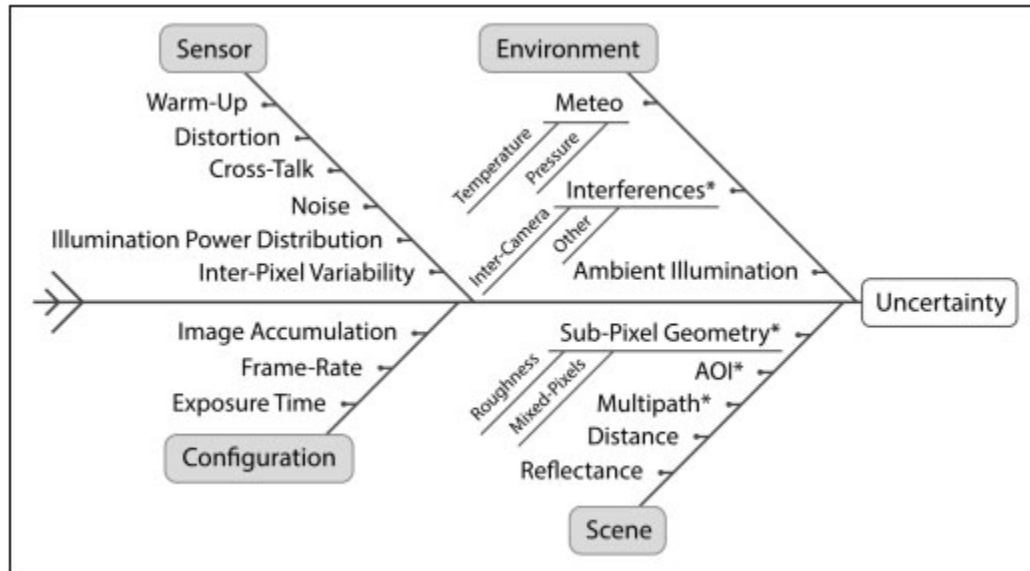 Sensor
Warm-Up
Distortion
Cross-Talk
Noise
Illumination Power Distribution
Inter-Pixel Variability
Environment
Meteo
Temperature
Pressure
Interferences*
Inter-Camera
Other
Ambient Illumination
Uncertainty
Image Accumulation
Frame-Rate
Exposure Time
Configuration
Sub-Pixel Geometry*
Roughness
Mixed-Pixels
AOI*
Multipath*
Distance
Reflectance
Scene